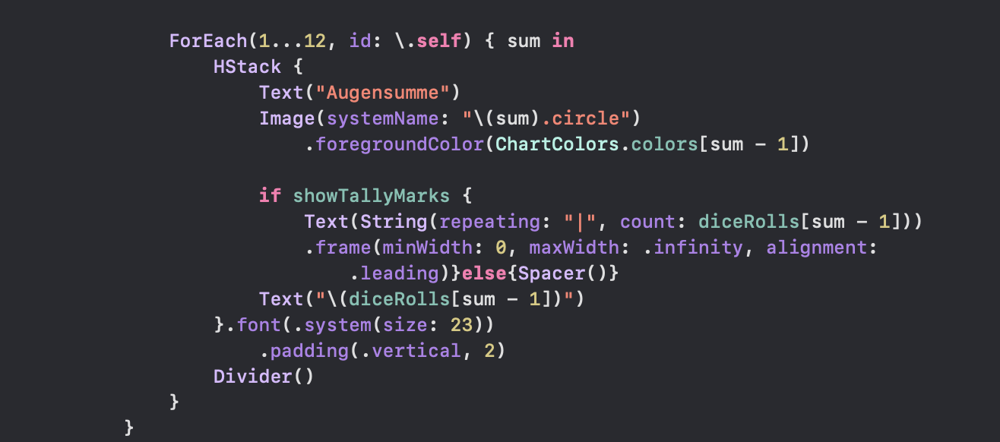 ForEach(1...12, id: \.self) { sum in
HStack {
Text("Augensumme")
Image(systemName: "\(sum).circle")
.foregroundColor(ChartColors.colors[sum - 1])
if showTallyMarks {
Text(String(repeating: "|", count: diceRolls[sum - 1]))
.frame(minWidth: 0, maxWidth: .infinity, alignment:
.leading)}else{Spacer()}
Text("\(diceRolls[sum - 1])")
}.font(.system(size: 23))
.padding(.vertical, 2)
Divider()
}
}